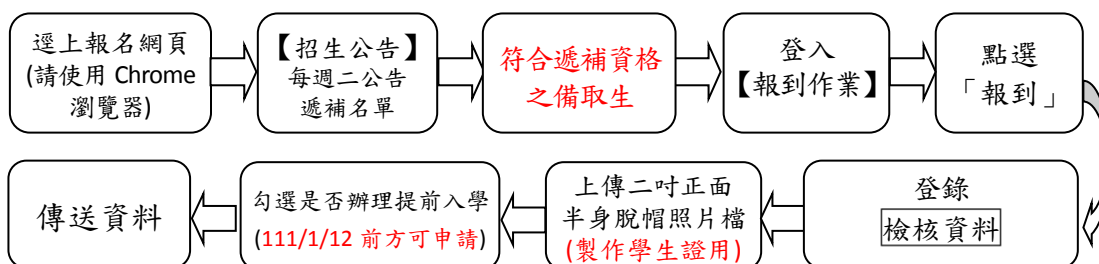 逕上報名網頁
(請使用 Chrome
瀏覽器)
【招生公告】
每週二公告
遞補名單
符合遞補資格
之備取生
登入
【報到作業】
點選
「報到」
登錄
檢核資料
上傳二吋正面
半身脫帽照片檔
(製作學生證用)
勾選是否辦理提前入學
(111/1/12 前方可申請)
傳送資料